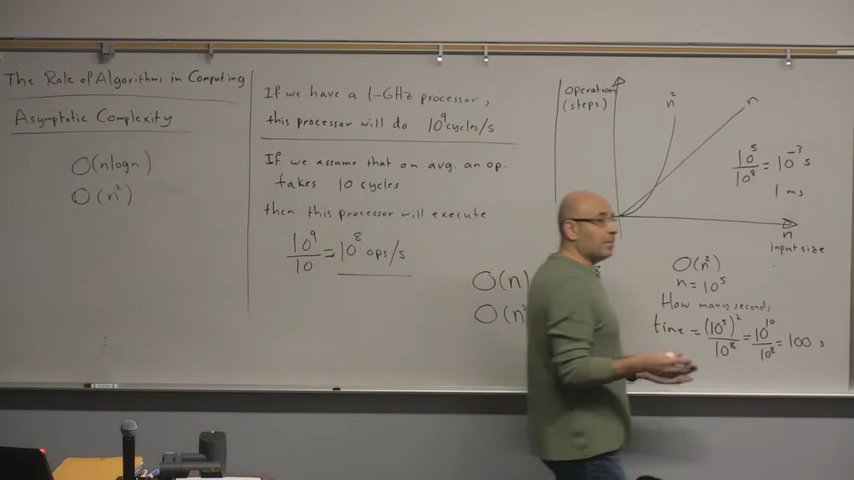 The Role of Algorithms in Computing
Asymptotic Complexity
O(nlogn)
O(n²)
If we have a 1-GHz processor,
this processor will do 10⁹ cycles/s
If we assume that on avg. an op.
takes 10 cycles
then this processor will execute
10⁹/10 = 10⁸ ops/s
O(n)
O(n²
Operation
(steps)
n²
n
10⁵/10⁸ = 10⁻³ s
1 ms
n
input size
O(n²)
n = 10⁵
How many seconds
time = (10⁵)²/10⁸ = 10¹⁰/10⁸ = 100 s